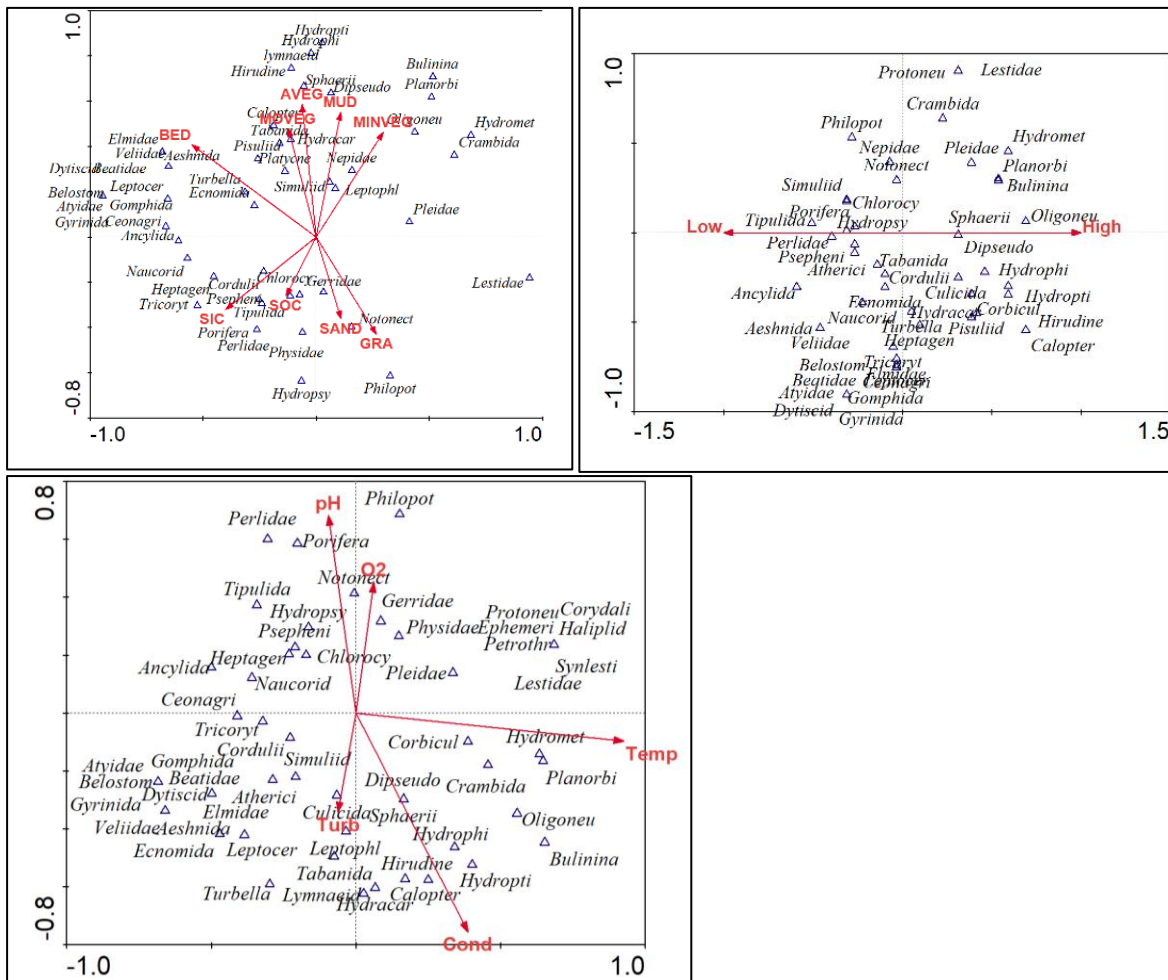 1.0
Hydropti
Hydrophi
lymnaeid
Hirudine
Sphaerii
Dipseudo
Bulinina
Planorbi
AVEG
MUD
Calopter
MOVEG
MINVEG
Oligoneu
Hydromet
Crambida
BED
Elmidae
Tabanida
Hydracar
Veliidae
Aeshnida
Pisuliid
Platycne
Nepidae
Dytiscid
Beatidae
Turbella
Simuliid
Leptophl
Belostom
Leptocer
Ecnomida
Atyidae
Gomphida
Pleidae
Gyrinida
Ceonagri
Ancylida
Naucorid
Cordulii
Chlorocy
Gerridae
Lestidae
Heptagen
Psepheni
SOC
Tricoryt
SIC
Tipulida
SAND
Notonect
Porifera
GRA
Perlidae
Physidae
Hydropsy
Philopot
-0.8
-1.0
1.0
1.0
Protoneu
Lestidae
Crambida
Philopot
Hydromet
Nepidae
Pleidae
Notonect
Planorbi
Simuliid
Bulinina
Chlorocy
Tipulida
Porifera
Hydropsy
Sphaerii
Oligoneu
Low
High
Perlidae
Dipseudo
Psepheni
Tabanida
Atherici
Cordulii
Hydrophi
Ancylida
Culicida
Hydropti
Naucorid
Hydracar
Corbicul
Aeshnida
Turbella
Pisuliid
Hirudine
Veliidae
Heptagen
Calopter
Belostom
Tricoryt
Elmidae
Beatidae
Ceonagri
Atyidae
Gomphida
Dytiscid
Gyrinida
-1.0
-1.5
1.5
0.8
pH
Philopot
Perlidae
Porifera
O2
Notonect
Tipulida
Gerridae
Hydropsy
Protoneu
Corydali
Physidae
Ephemeri
Haliplid
Psepheni
Petrothr
Ancylida
Heptagen
Chlorocy
Pleidae
Synlesti
Naucorid
Lestidae
Ceonagri
Tricoryt
Corbicul
Hydromet
Temp
Cordulii
Gomphida
Simuliid
Planorbi
Atyidae
Beatidae
Dipseudo
Crambida
Belostom
Dytiscid
Atherici
Gyrinida
Elmidae
Culicida
Sphaerii
Oligoneu
Veliidae
Aeshnida
Turb
Hydrophi
Ecnomida
Leptocer
Leptophl
Bulinina
Hirudine
Tabanida
Hydropti
Turbella
Lymnaeid
Calopter
Hydracar
Cond
-0.8
-1.0
1.0